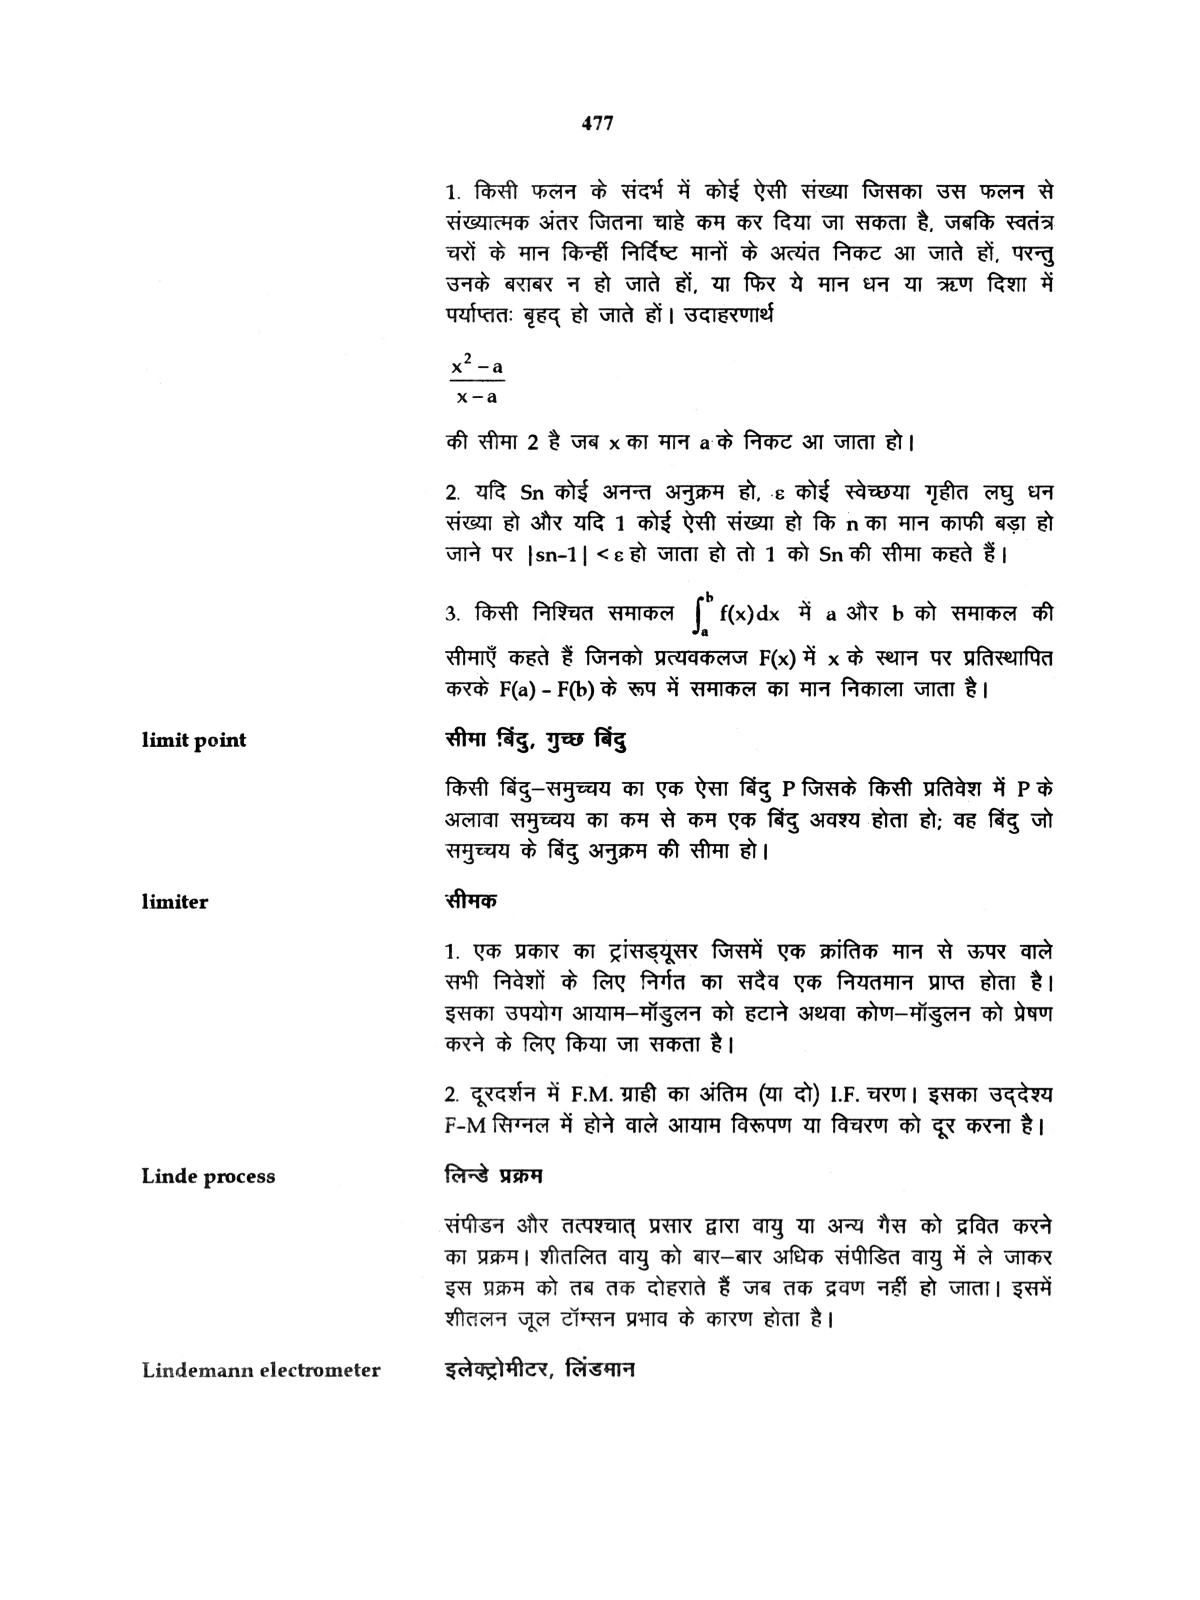 477
1. किसी फलन के संदर्भ में कोई ऐसी संख्या जिसका उस फलन से
संख्यात्मक अंतर जितना चाहे कम कर दिया जा सकता है, जबकि स्वतंत्र
चरों के मान किन्हीं निर्दिष्ट मानों के अत्यंत निकट आ जाते हों, परन्तु
उनके बराबर न हो जाते हों, या फिर ये मान धन या ऋण दिशा में
पर्याप्ततः बृहद् हो जाते हों। उदाहरणार्थ
x² – a
x – a
की सीमा 2 है जब x का मान a के निकट आ जाता हो।
2. यदि Sn कोई अनन्त अनुक्रम हो, ε कोई स्वेच्छया गृहीत लघु धन
संख्या हो और यदि 1 कोई ऐसी संख्या हो कि n का मान काफी बड़ा हो
जाने पर |sn-1| < ε हो जाता हो तो 1 को Sn की सीमा कहते हैं।
3. किसी निश्चित समाकल ∫ₐᵇ f(x)dx में a और b को समाकल की
सीमाएँ कहते हैं जिनको प्रत्यवकलज F(x) में x के स्थान पर प्रतिस्थापित
करके F(a) – F(b) के रूप में समाकल का मान निकाला जाता है।
limit point सीमा बिंदु, गुच्छ बिंदु
किसी बिंदु–समुच्चय का एक ऐसा बिंदु P जिसके किसी प्रतिवेश में P के
अलावा समुच्चय का कम से कम एक बिंदु अवश्य होता हो; वह बिंदु जो
समुच्चय के बिंदु अनुक्रम की सीमा हो।
limiter सीमक
1. एक प्रकार का ट्रांसड्यूसर जिसमें एक क्रांतिक मान से ऊपर वाले
सभी निवेशों के लिए निर्गत का सदैव एक नियतमान प्राप्त होता है।
इसका उपयोग आयाम–मॉडुलन को हटाने अथवा कोण–मॉडुलन को प्रेषण
करने के लिए किया जा सकता है।
2. दूरदर्शन में F.M. ग्राही का अंतिम (या दो) I.F. चरण। इसका उद्देश्य
F-M सिग्नल में होने वाले आयाम विरूपण या विचरण को दूर करना है।
Linde process लिन्डे प्रक्रम
संपीडन और तत्पश्चात् प्रसार द्वारा वायु या अन्य गैस को द्रवित करने
का प्रक्रम। शीतलित वायु को बार–बार अधिक संपीडित वायु में ले जाकर
इस प्रक्रम को तब तक दोहराते हैं जब तक द्रवण नहीं हो जाता। इसमें
शीतलन जूल टॉम्सन प्रभाव के कारण होता है।
Lindemann electrometer इलेक्ट्रोमीटर, लिंडमान